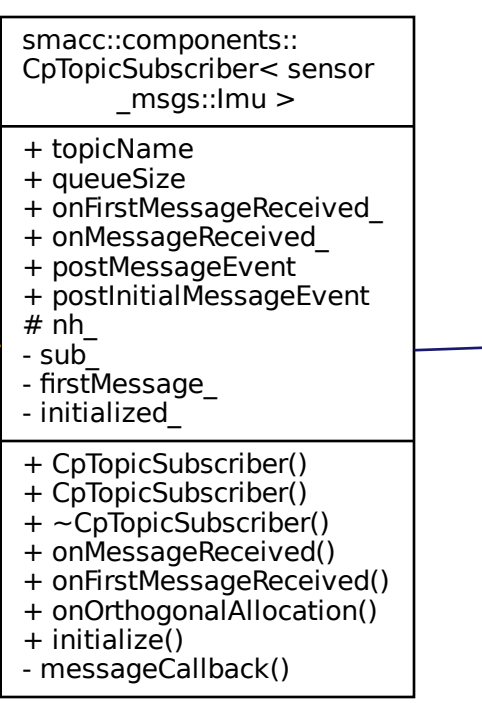 smacc::components::
CpTopicSubscriber< sensor
_msgs::Imu >
+ topicName
+ queueSize
+ onFirstMessageReceived_
+ onMessageReceived_
+ postMessageEvent
+ postInitialMessageEvent
# nh_
- sub_
- firstMessage_
- initialized_
+ CpTopicSubscriber()
+ CpTopicSubscriber()
+ ~CpTopicSubscriber()
+ onMessageReceived()
+ onFirstMessageReceived()
+ onOrthogonalAllocation()
+ initialize()
- messageCallback()